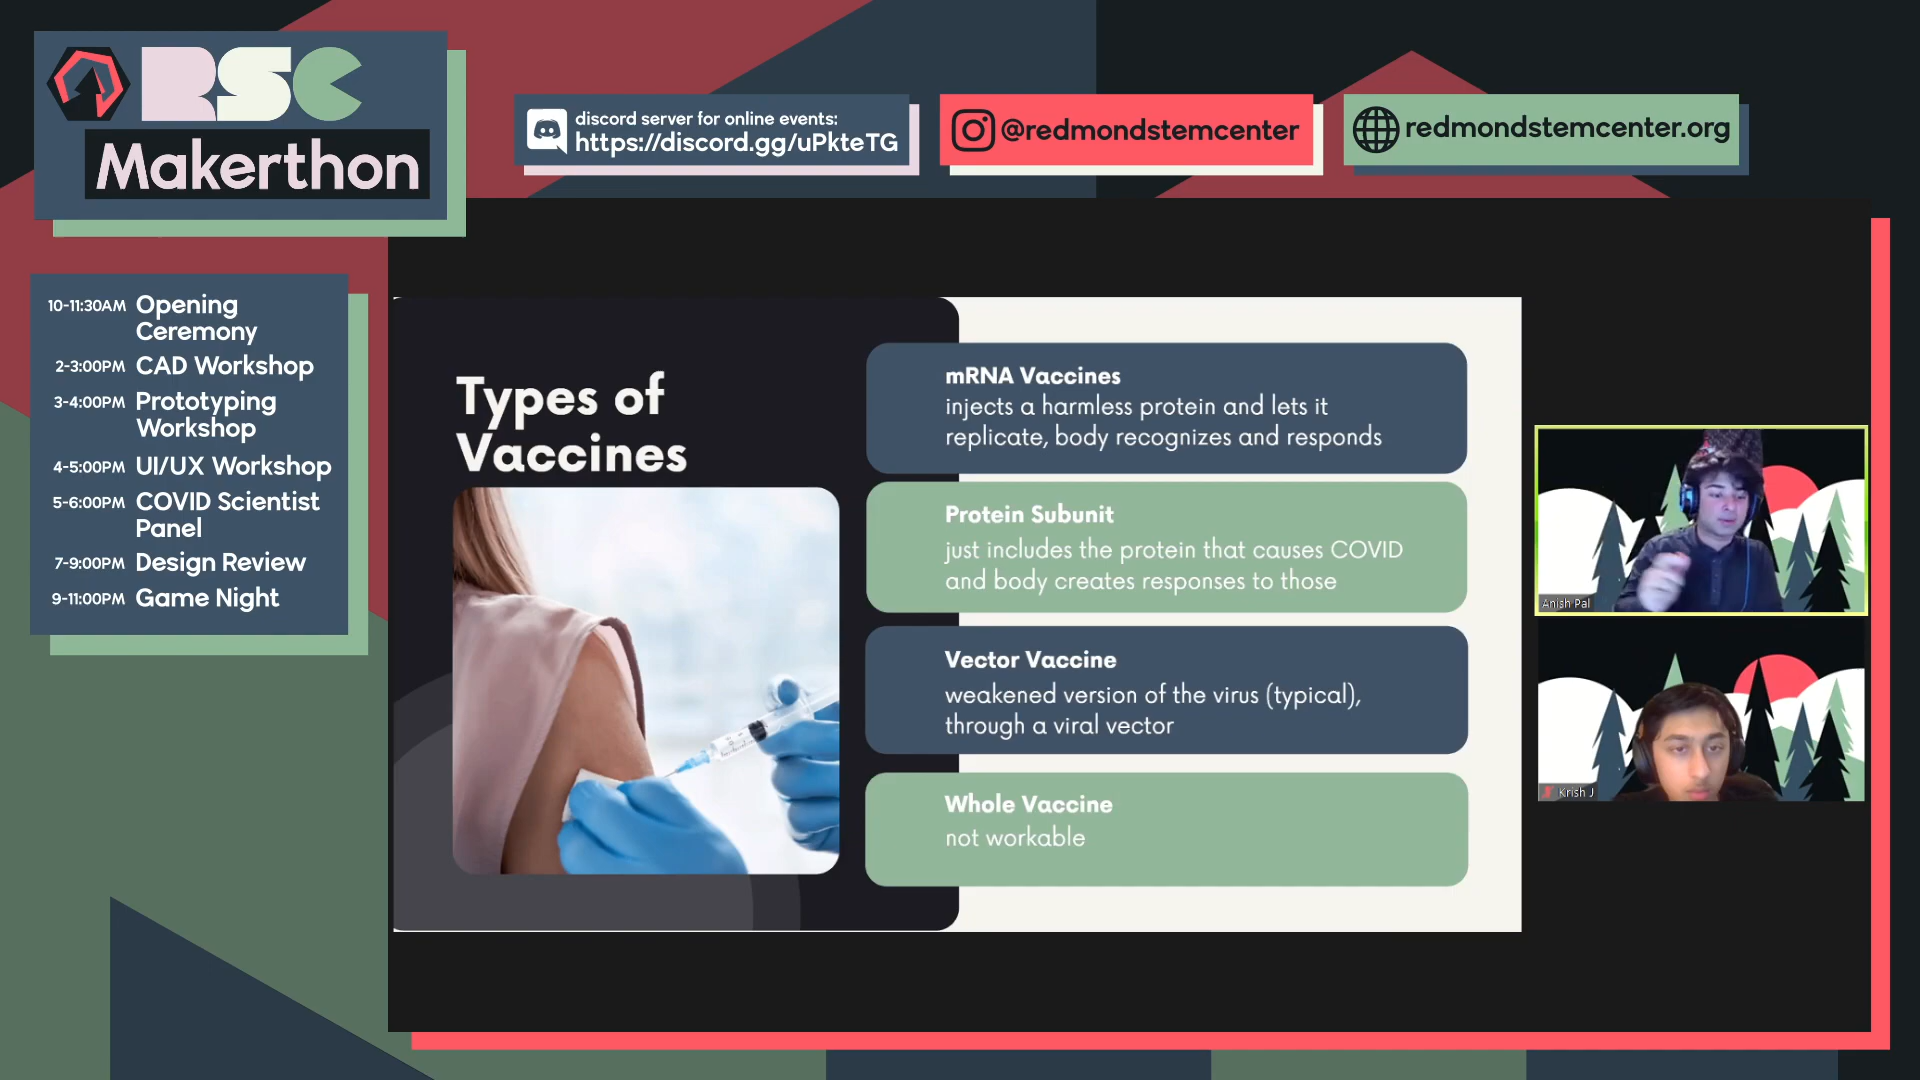 RSC
Makerthon
discord server for online events:
https://discord.gg/uPkteTG
@redmondstemcenter
redmondstemcenter.org
10-11:30AM Opening
Ceremony
2-3:00PM CAD Workshop
3-4:00PM Prototyping
Workshop
4-5:00PM UI/UX Workshop
5-6:00PM COVID Scientist
Panel
7-9:00PM Design Review
9-11:00PM Game Night
Types of
Vaccines
mRNA Vaccines
injects a harmless protein and lets it
replicate, body recognizes and responds
Protein Subunit
just includes the protein that causes COVID
and body creates responses to those
Vector Vaccine
weakened version of the virus (typical),
through a viral vector
Whole Vaccine
not workable
Anish Pal
Krish J